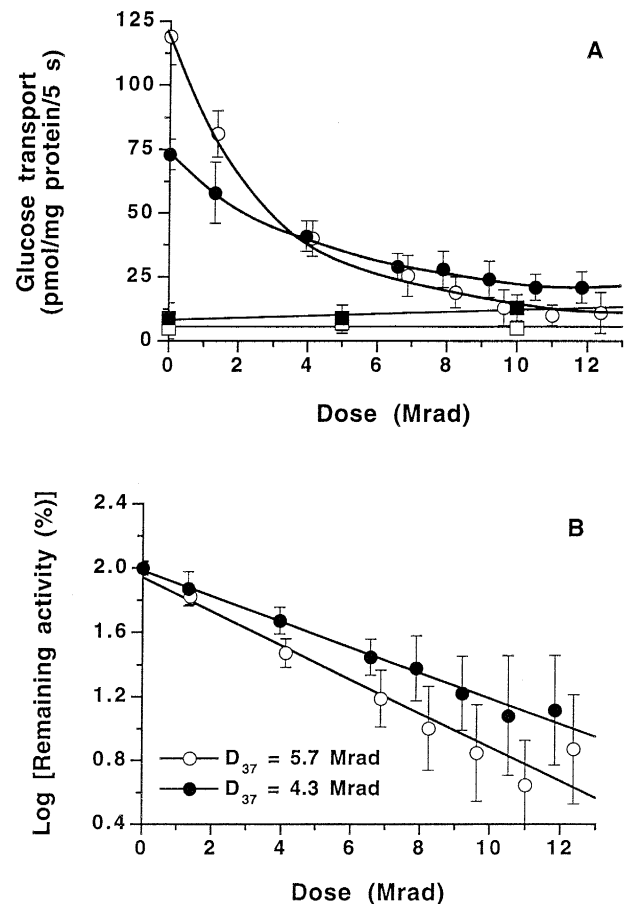 A
Glucose transport
(pmol/mg protein/5 s)
125
100
75
50
25
0
0 2 4 6 8 10 12
Dose (Mrad)
B
Log [Remaining activity (%)]
2.4
2.0
1.6
1.2
0.8
0.4
D37 = 5.7 Mrad
D37 = 4.3 Mrad
0 2 4 6 8 10 12
Dose (Mrad)